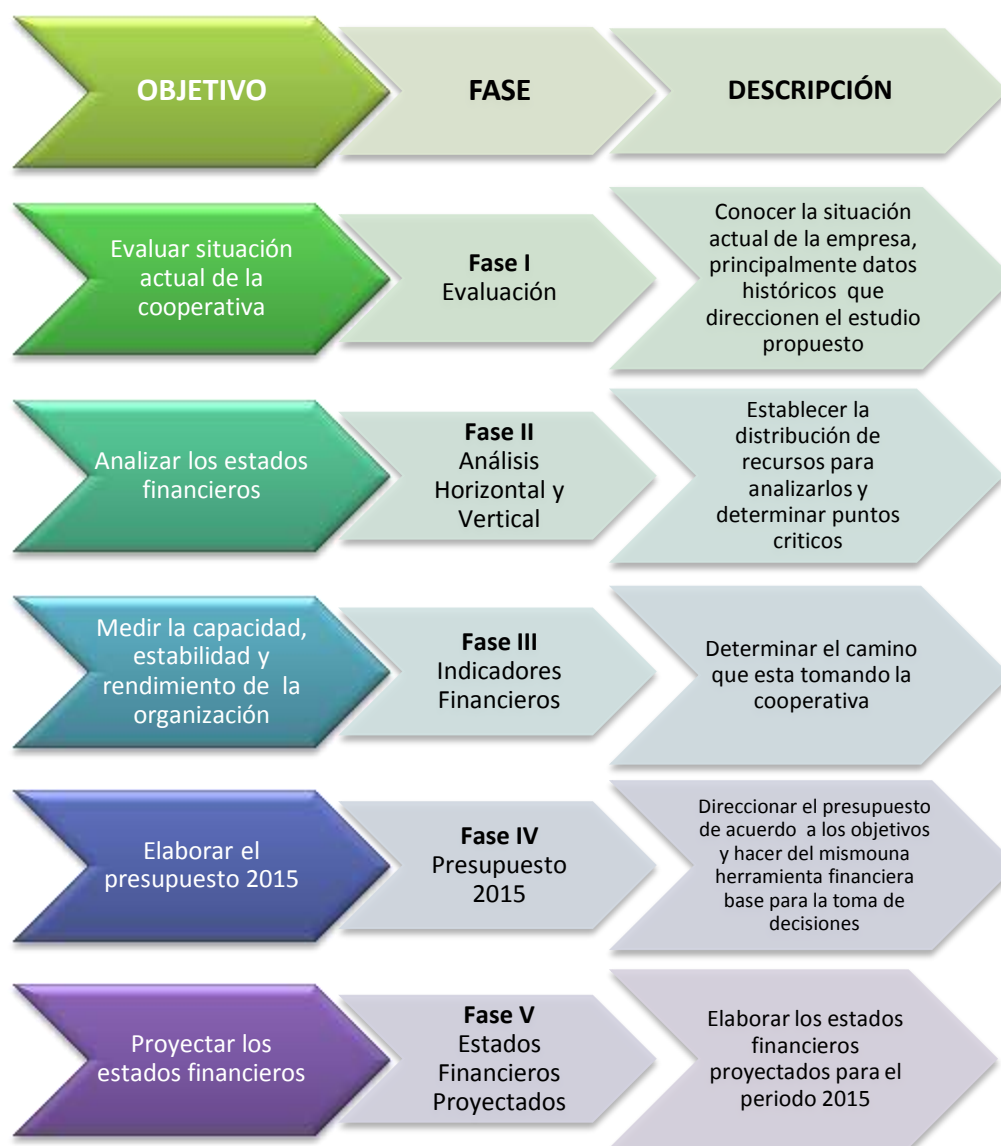 OBJETIVO
FASE
DESCRIPCIÓN
Evaluar situación
actual de la
cooperativa
Fase I
Evaluación
Conocer la situación
actual de la empresa,
principalmente datos
históricos que
direccionen el estudio
propuesto
Analizar los estados
financieros
Fase II
Análisis
Horizontal y
Vertical
Establecer la
distribución de
recursos para
analizarlos y
determinar puntos
criticos
Medir la capacidad,
estabilidad y
rendimiento de la
organización
Fase III
Indicadores
Financieros
Determinar el camino
que esta tomando la
cooperativa
Elaborar el
presupuesto 2015
Fase IV
Presupuesto
2015
Direccionar el presupuesto
de acuerdo a los objetivos
y hacer del mismouna
herramienta financiera
base para la toma de
decisiones
Proyectar los
estados financieros
Fase V
Estados
Financieros
Proyectados
Elaborar los estados
financieros
proyectados para el
periodo 2015